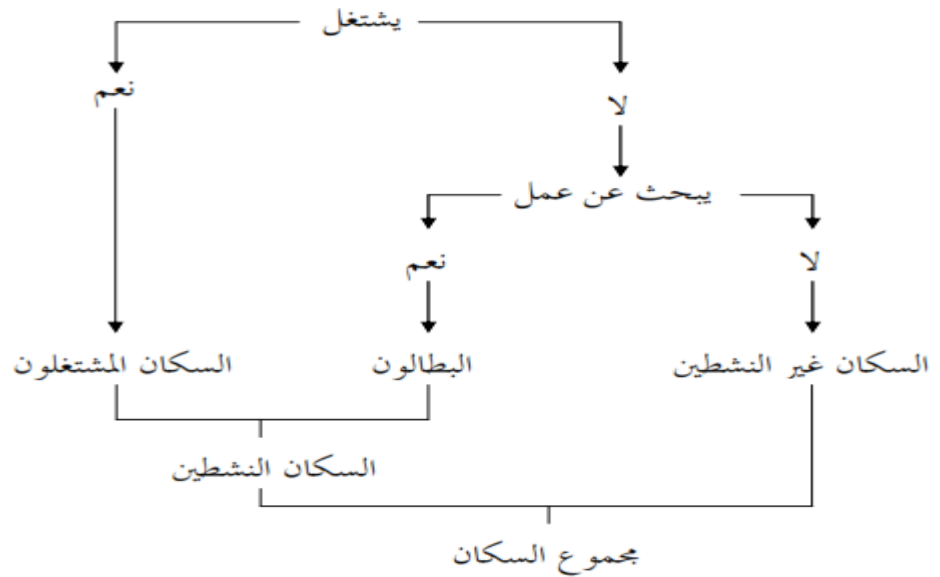 يشتغل
نعم
لا
يبحث عن عمل
نعم
لا
السكان غير النشطين
البطالون
السكان المشتغلون
السكان النشطين
مجموع السكان